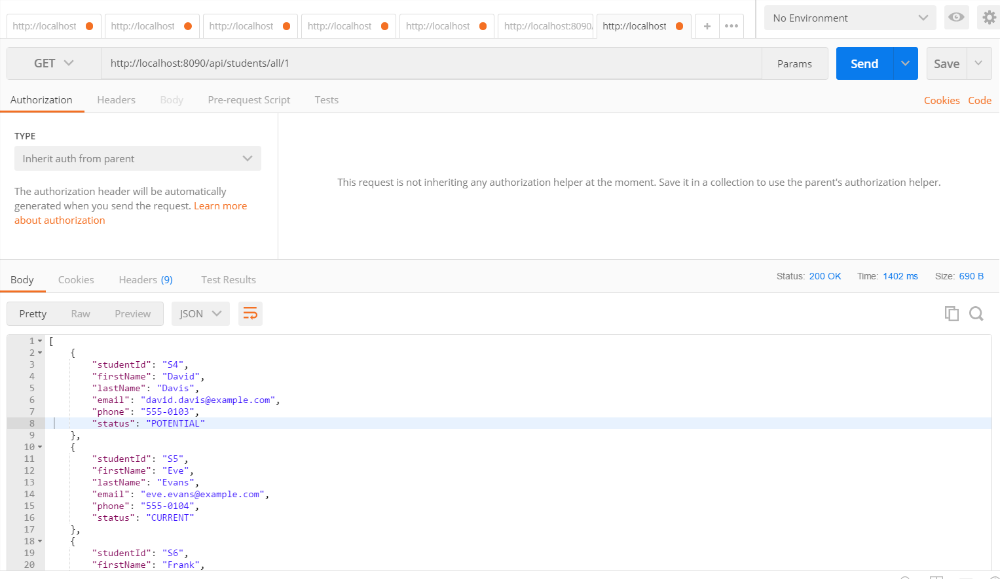 http://localhost http://localhost http://localhost http://localhost http://localhost http://localhost:8090/ http://localhost + ••• No Environment
GET http://localhost:8090/api/students/all/1 Params Send Save
Authorization Headers Body Pre-request Script Tests Cookies Code
TYPE
Inherit auth from parent
This request is not inheriting any authorization helper at the moment. Save it in a collection to use the parent's authorization helper.
The authorization header will be automatically
generated when you send the request. Learn more
about authorization
Body Cookies Headers (9) Test Results Status: 200 OK Time: 1402 ms Size: 690 B
Pretty Raw Preview JSON
1 [
2 {
3 "studentId": "S4",
4 "firstName": "David",
5 "lastName": "Davis",
6 "email": "david.davis@example.com",
7 "phone": "555-0103",
8 "status": "POTENTIAL"
9 },
10 {
11 "studentId": "S5",
12 "firstName": "Eve",
13 "lastName": "Evans",
14 "email": "eve.evans@example.com",
15 "phone": "555-0104",
16 "status": "CURRENT"
17 },
18 {
19 "studentId": "S6",
20 "firstName": "Frank",